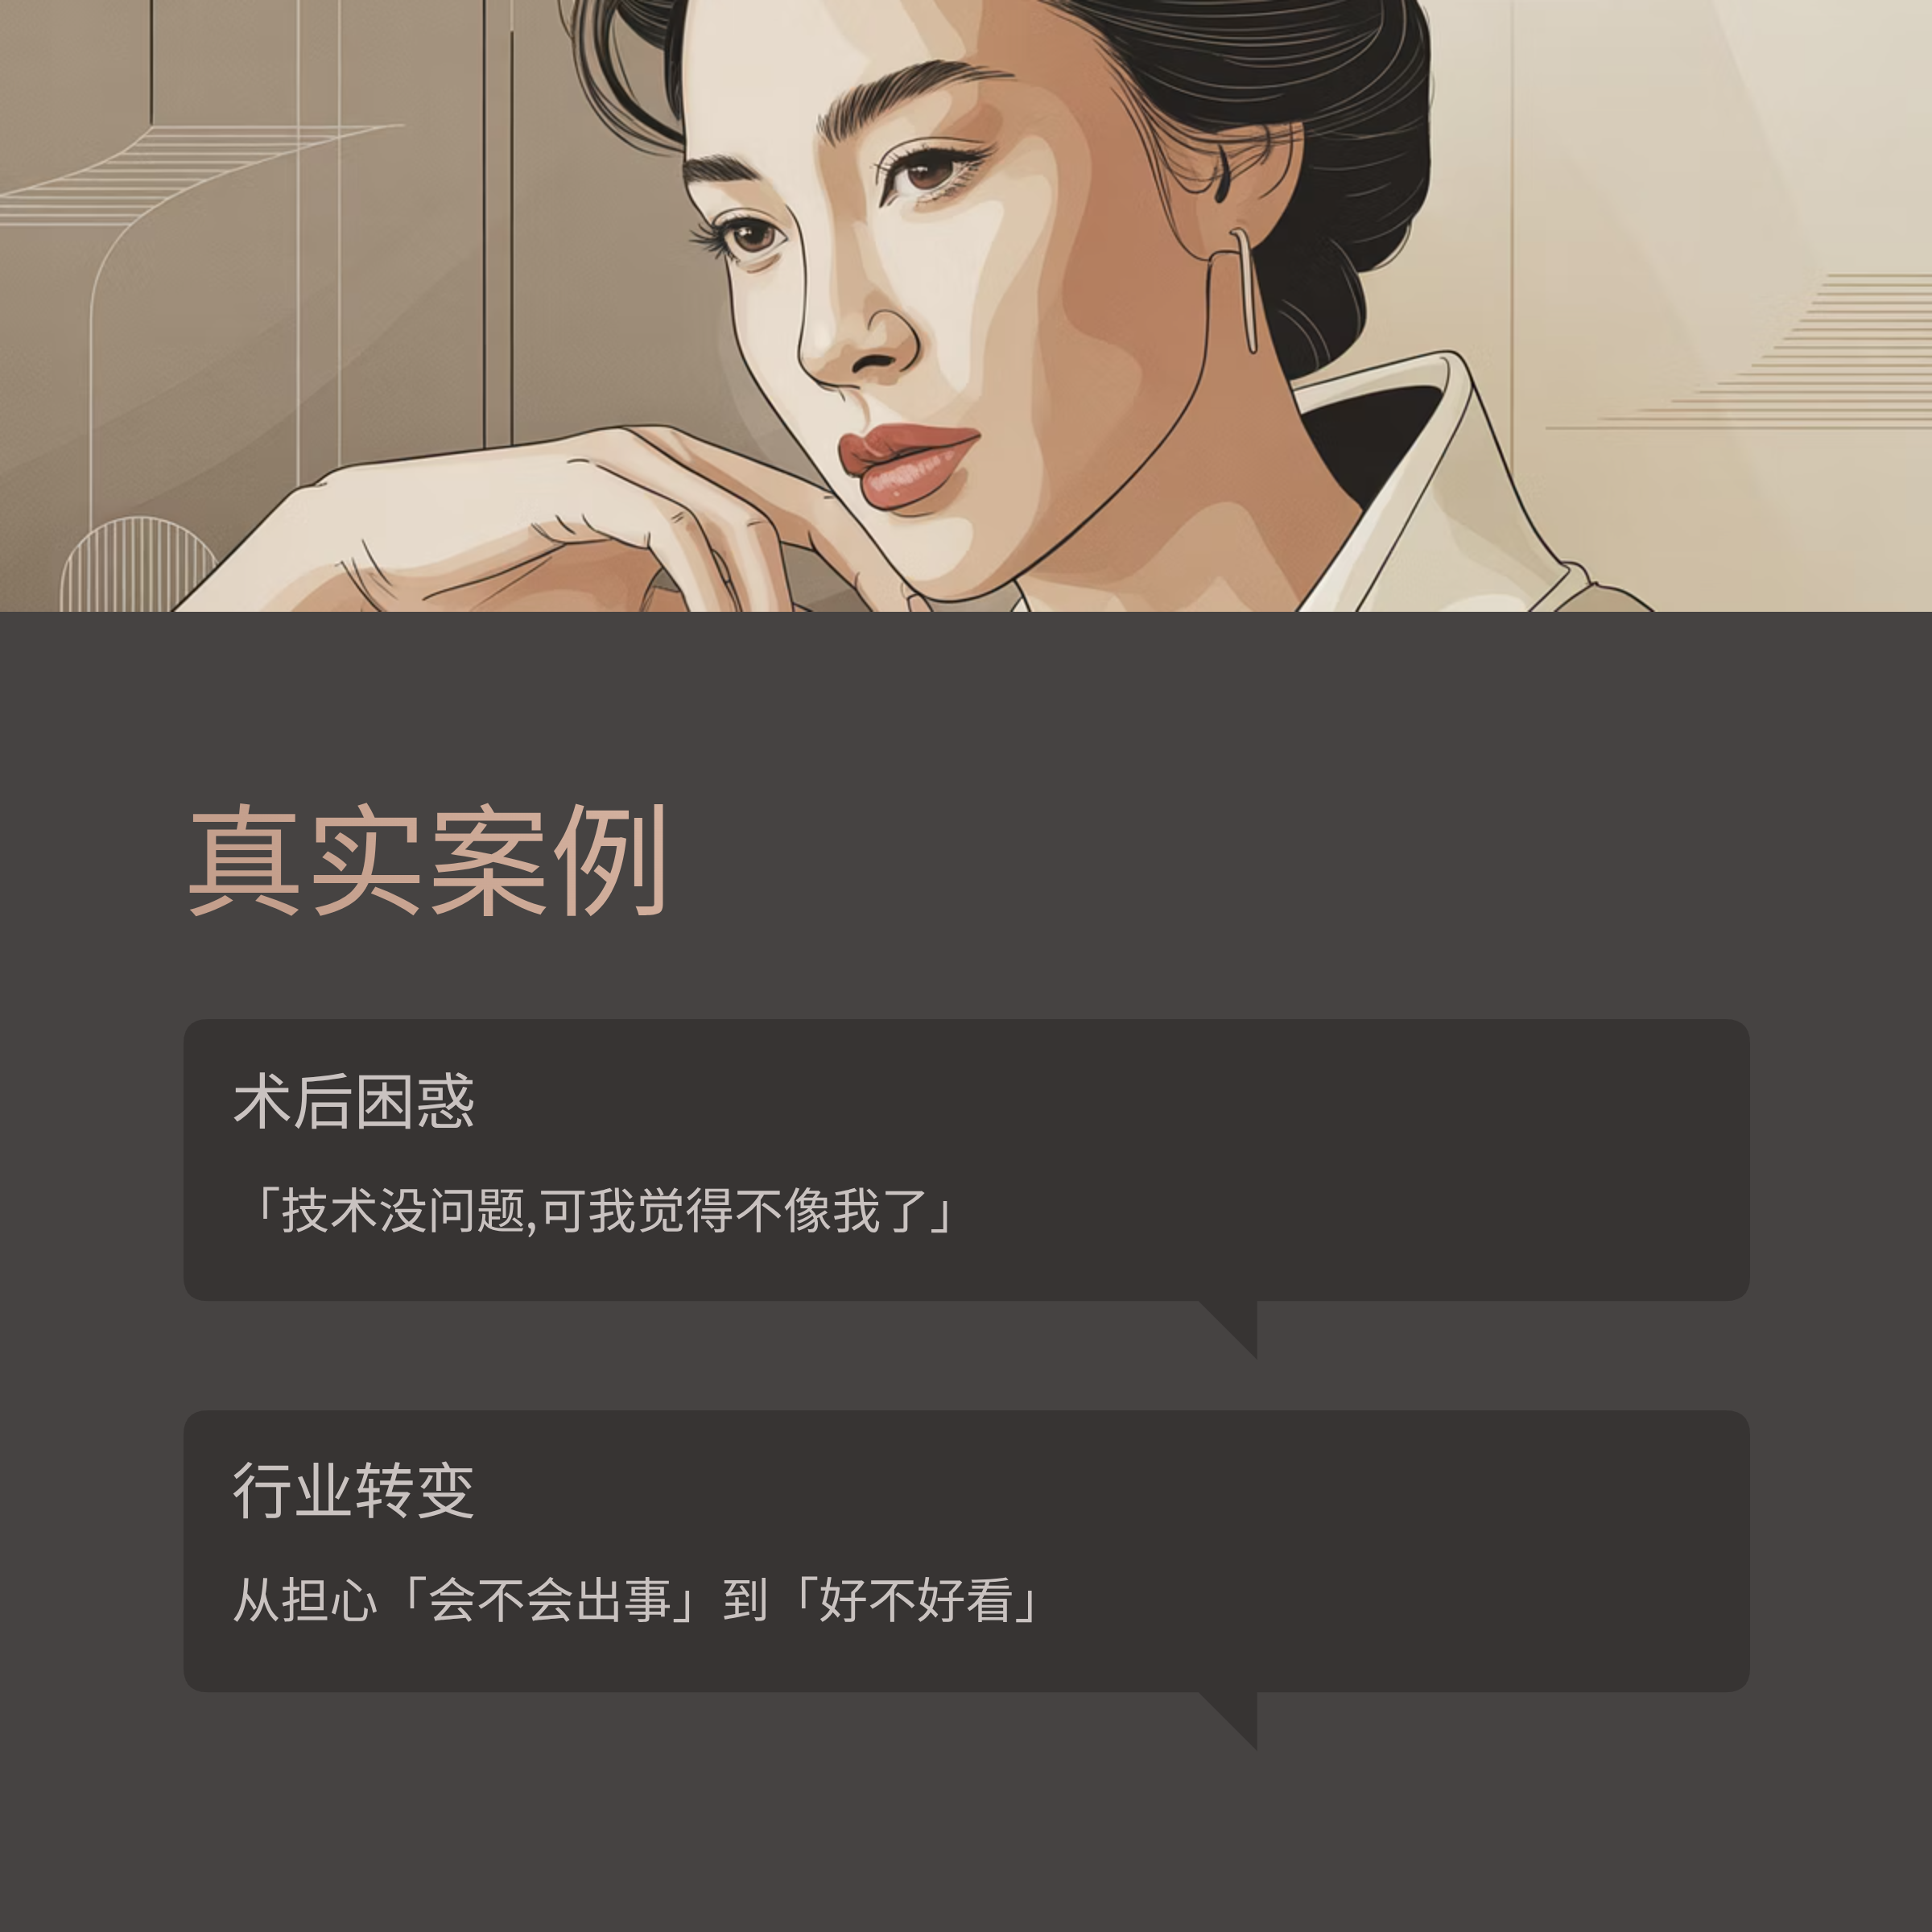 真实案例
术后困惑
「技术没问题,可我觉得不像我了」
行业转变
从担心「会不会出事」到「好不好看」